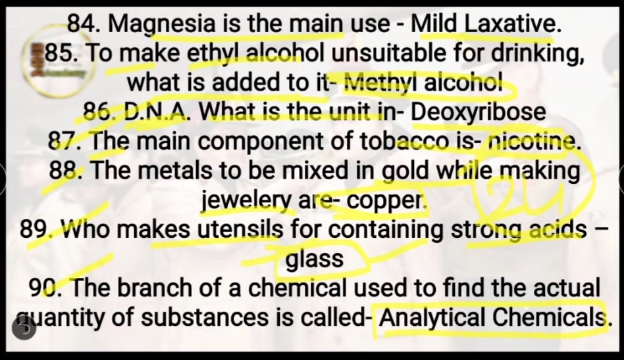 84. Magnesia is the main use - Mild Laxative.
85. To make ethyl alcohol unsuitable for drinking,
what is added to it- Methyl alcohol
86. D.N.A. What is the unit in- Deoxyribose
87. The main component of tobacco is- nicotine.
88. The metals to be mixed in gold while making
jewelery are- copper.
24
89. Who makes utensils for containing strong acids –
glass
90. The branch of a chemical used to find the actual
quantity of substances is called- Analytical Chemicals.